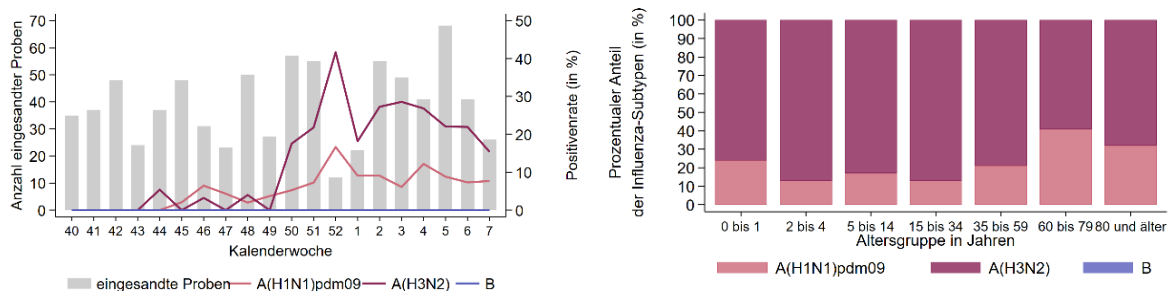 Anzahl eingesandter Proben
70
60
50
40
30
20
10
0
50
40
30
20
10
0
Positivenrate (in %)
40 41 42 43 44 45 46 47 48 49 50 51 52 1 2 3 4 5 6 7
Kalenderwoche
eingesandte Proben A(H1N1)pdm09 A(H3N2) B
Prozentualer Anteil
der Influenza-Subtypen (in %)
100
90
80
70
60
50
40
30
20
10
0
0 bis 1 2 bis 4 5 bis 14 15 bis 34 35 bis 59 60 bis 79 80 und älter
Altersgruppe in Jahren
A(H1N1)pdm09 A(H3N2) B